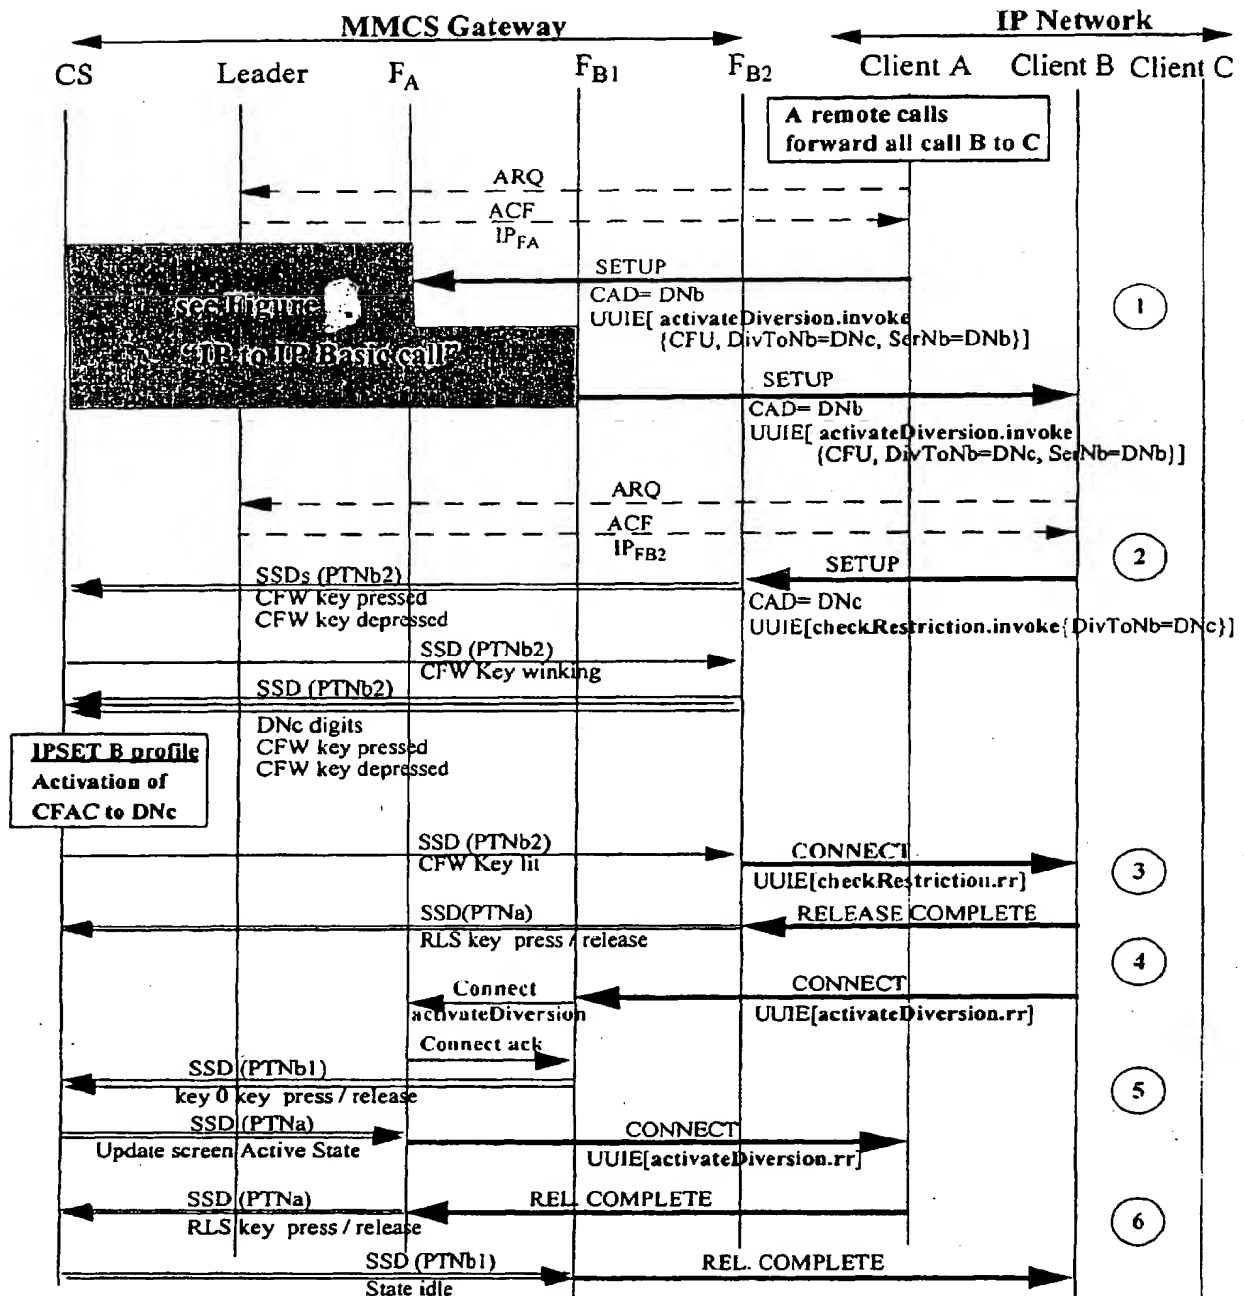 MMCS Gateway
IP Network
CS
Leader
FA
FB1
FB2
Client A
Client B
Client C
A remote calls
forward all call B to C
ARQ
ACF
IPFA
see Figure
"IP to IP Basic call"
SETUP
CAD= DNb
UUIE[ activateDiversion.invoke
{CFU, DivToNb=DNc, SerNb=DNb}]
1
SETUP
CAD= DNb
UUIE[ activateDiversion.invoke
{CFU, DivToNb=DNc, SerNb=DNb}]
ARQ
ACF
IPFB2
2
SETUP
CAD= DNc
UUIE[checkRestriction.invoke{DivToNb=DNc}]
SSDs (PTNb2)
CFW key pressed
CFW key depressed
SSD (PTNb2)
CFW Key winking
SSD (PTNb2)
DNc digits
CFW key pressed
CFW key depressed
IPSET B profile
Activation of
CFAC to DNc
SSD (PTNb2)
CFW Key lit
CONNECT
UUIE[checkRestriction.rr]
3
SSD(PTNa)
RLS key press / release
RELEASE COMPLETE
4
CONNECT
UUIE[activateDiversion.rr]
Connect
activateDiversion
Connect ack
SSD (PTNb1)
key 0 key press / release
5
SSD (PTNa)
Update screen Active State
CONNECT
UUIE[activateDiversion.rr]
SSD (PTNa)
RLS key press / release
REL. COMPLETE
6
SSD (PTNb1)
State idle
REL. COMPLETE